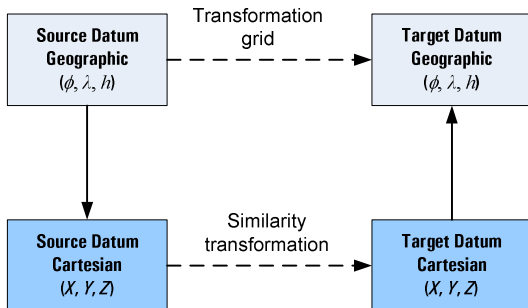 Source Datum
Geographic
(ϕ, λ, h)
Transformation
grid
Target Datum
Geographic
(ϕ, λ, h)
Source Datum
Cartesian
(X, Y, Z)
Similarity
transformation
Target Datum
Cartesian
(X, Y, Z)